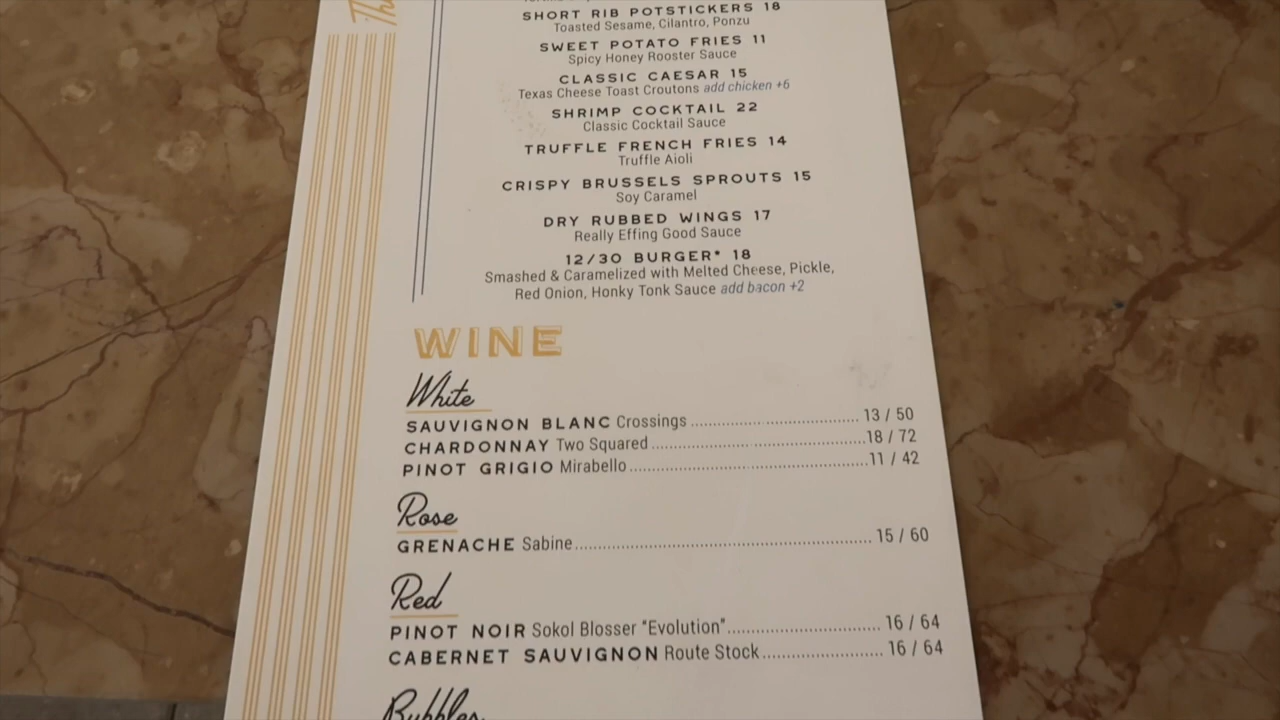 SHORT RIB POTSTICKERS 18
Toasted Sesame, Cilantro, Ponzu
SWEET POTATO FRIES 11
Spicy Honey Rooster Sauce
CLASSIC CAESAR 15
Texas Cheese Toast Croutons add chicken +6
SHRIMP COCKTAIL 22
Classic Cocktail Sauce
TRUFFLE FRENCH FRIES 14
Truffle Aioli
CRISPY BRUSSELS SPROUTS 15
Soy Caramel
DRY RUBBED WINGS 17
Really Effing Good Sauce
12/30 BURGER* 18
Smashed & Caramelized with Melted Cheese, Pickle,
Red Onion, Honky Tonk Sauce add bacon +2
WINE
White
SAUVIGNON BLANC Crossings 13 / 50
CHARDONNAY Two Squared 18 / 72
PINOT GRIGIO Mirabello 11 / 42
Rose
GRENACHE Sabine 15 / 60
Red
PINOT NOIR Sokol Blosser "Evolution" 16 / 64
CABERNET SAUVIGNON Route Stock 16 / 64
Bubbles